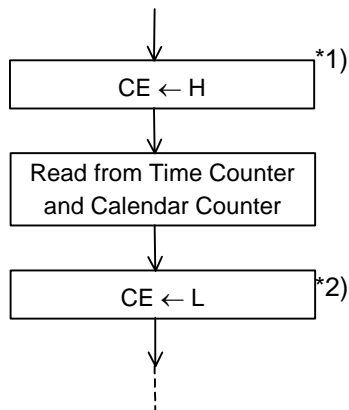 *1)
CE ← H
Read from Time Counter
and Calendar Counter
*2)
CE ← L